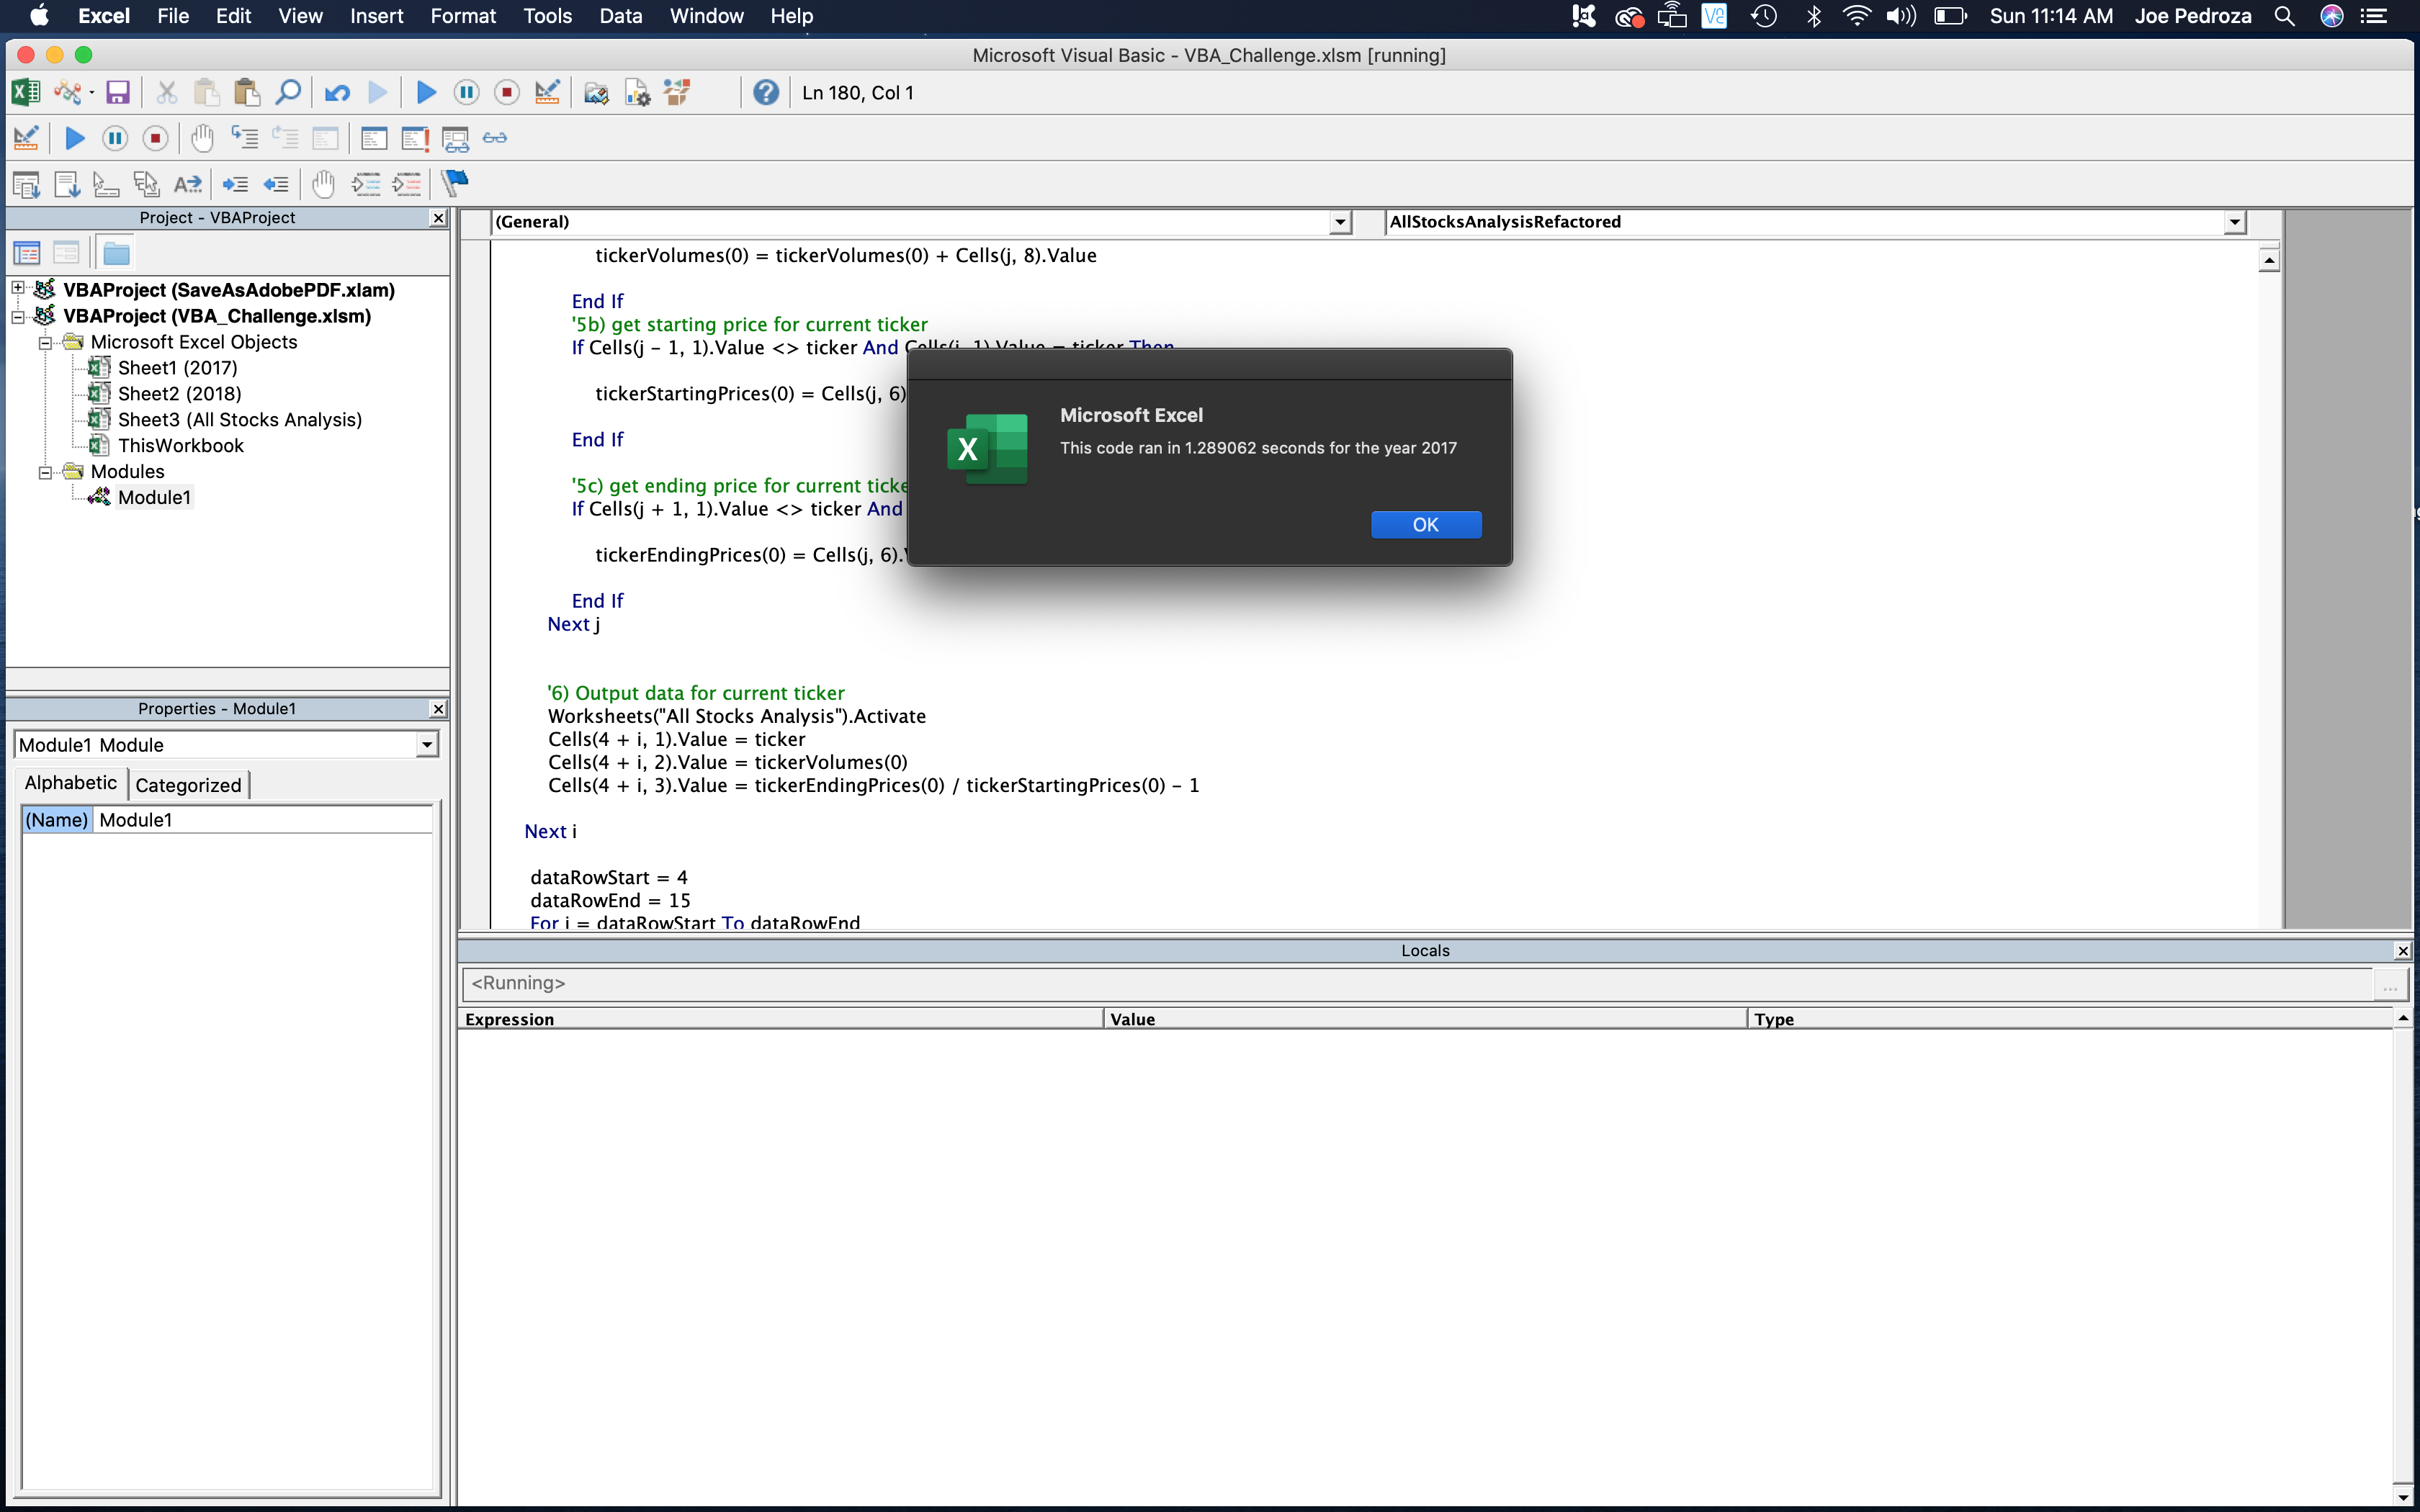 Excel File Edit View Insert Format Tools Data Window Help Sun 11:14 AM Joe Pedroza
Microsoft Visual Basic - VBA_Challenge.xlsm [running]
Ln 180, Col 1
Project - VBAProject
VBAProject (SaveAsAdobePDF.xlam)
VBAProject (VBA_Challenge.xlsm)
Microsoft Excel Objects
Sheet1 (2017)
Sheet2 (2018)
Sheet3 (All Stocks Analysis)
ThisWorkbook
Modules
Module1
Properties - Module1
Module1 Module
Alphabetic Categorized
(Name) Module1
(General) AllStocksAnalysisRefactored
tickerVolumes(0) = tickerVolumes(0) + Cells(j, 8).Value
End If
'5b) get starting price for current ticker
If Cells(j - 1, 1).Value <> ticker And Cells(j, 1).Value = ticker Then
tickerStartingPrices(0) = Cells(j, 6)
End If
'5c) get ending price for current ticke
If Cells(j + 1, 1).Value <> ticker And
tickerEndingPrices(0) = Cells(j, 6).
End If
Next j
'6) Output data for current ticker
Worksheets("All Stocks Analysis").Activate
Cells(4 + i, 1).Value = ticker
Cells(4 + i, 2).Value = tickerVolumes(0)
Cells(4 + i, 3).Value = tickerEndingPrices(0) / tickerStartingPrices(0) - 1
Next i
dataRowStart = 4
dataRowEnd = 15
For i = dataRowStart To dataRowEnd
Microsoft Excel
This code ran in 1.289062 seconds for the year 2017
OK
Locals
<Running>
...
Expression Value Type